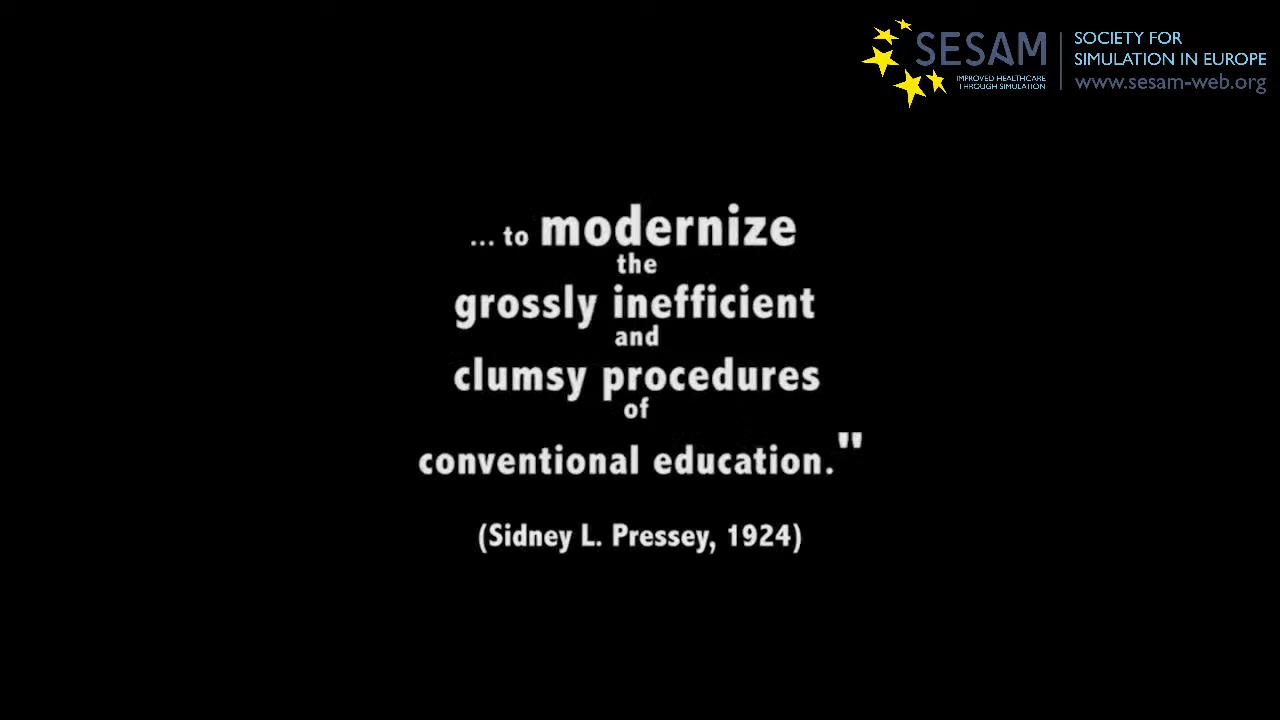 SESAM
IMPROVED HEALTHCARE
THROUGH SIMULATION
SOCIETY FOR
SIMULATION IN EUROPE
www.sesam-web.org
... to modernize
the
grossly inefficient
and
clumsy procedures
of
conventional education."
(Sidney L. Pressey, 1924)